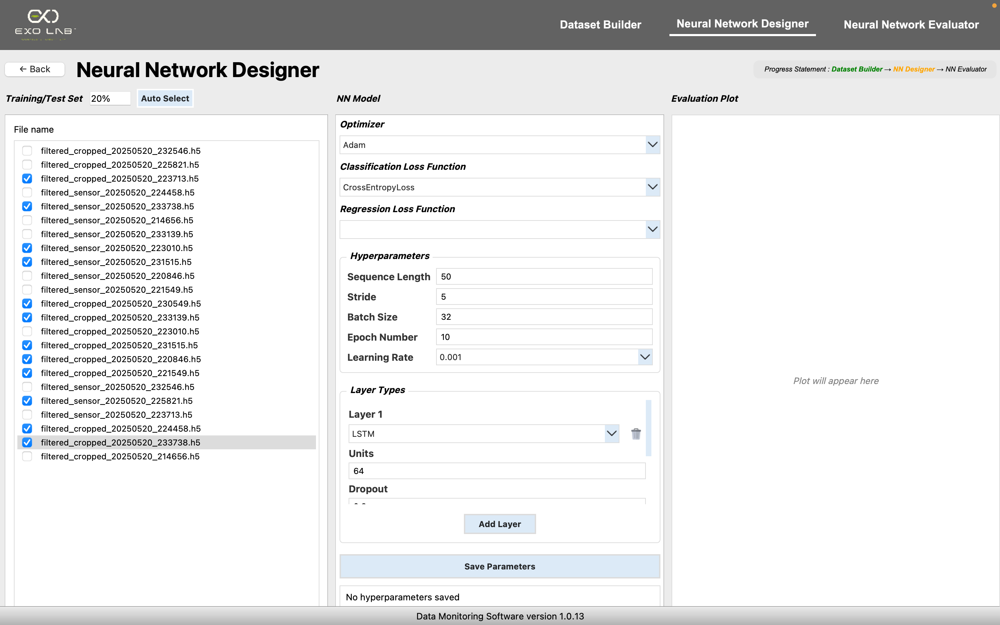 EXO LAB
Dataset Builder
Neural Network Designer
Neural Network Evaluator
← Back
Neural Network Designer
Progress Statement : Dataset Builder → NN Designer → NN Evaluator
Training/Test Set
20%
Auto Select
File name
filtered_cropped_20250520_232546.h5
filtered_cropped_20250520_225821.h5
filtered_cropped_20250520_223713.h5
filtered_sensor_20250520_224458.h5
filtered_sensor_20250520_233738.h5
filtered_sensor_20250520_214656.h5
filtered_sensor_20250520_233139.h5
filtered_sensor_20250520_223010.h5
filtered_sensor_20250520_231515.h5
filtered_sensor_20250520_220846.h5
filtered_sensor_20250520_221549.h5
filtered_cropped_20250520_230549.h5
filtered_cropped_20250520_233139.h5
filtered_cropped_20250520_223010.h5
filtered_cropped_20250520_231515.h5
filtered_cropped_20250520_220846.h5
filtered_cropped_20250520_221549.h5
filtered_sensor_20250520_232546.h5
filtered_sensor_20250520_225821.h5
filtered_sensor_20250520_223713.h5
filtered_cropped_20250520_224458.h5
filtered_cropped_20250520_233738.h5
filtered_cropped_20250520_214656.h5
NN Model
Optimizer
Adam
Classification Loss Function
CrossEntropyLoss
Regression Loss Function
Hyperparameters
Sequence Length
50
Stride
5
Batch Size
32
Epoch Number
10
Learning Rate
0.001
Layer Types
Layer 1
LSTM
Units
64
Dropout
Add Layer
Save Parameters
No hyperparameters saved
Evaluation Plot
Plot will appear here
Data Monitoring Software version 1.0.13